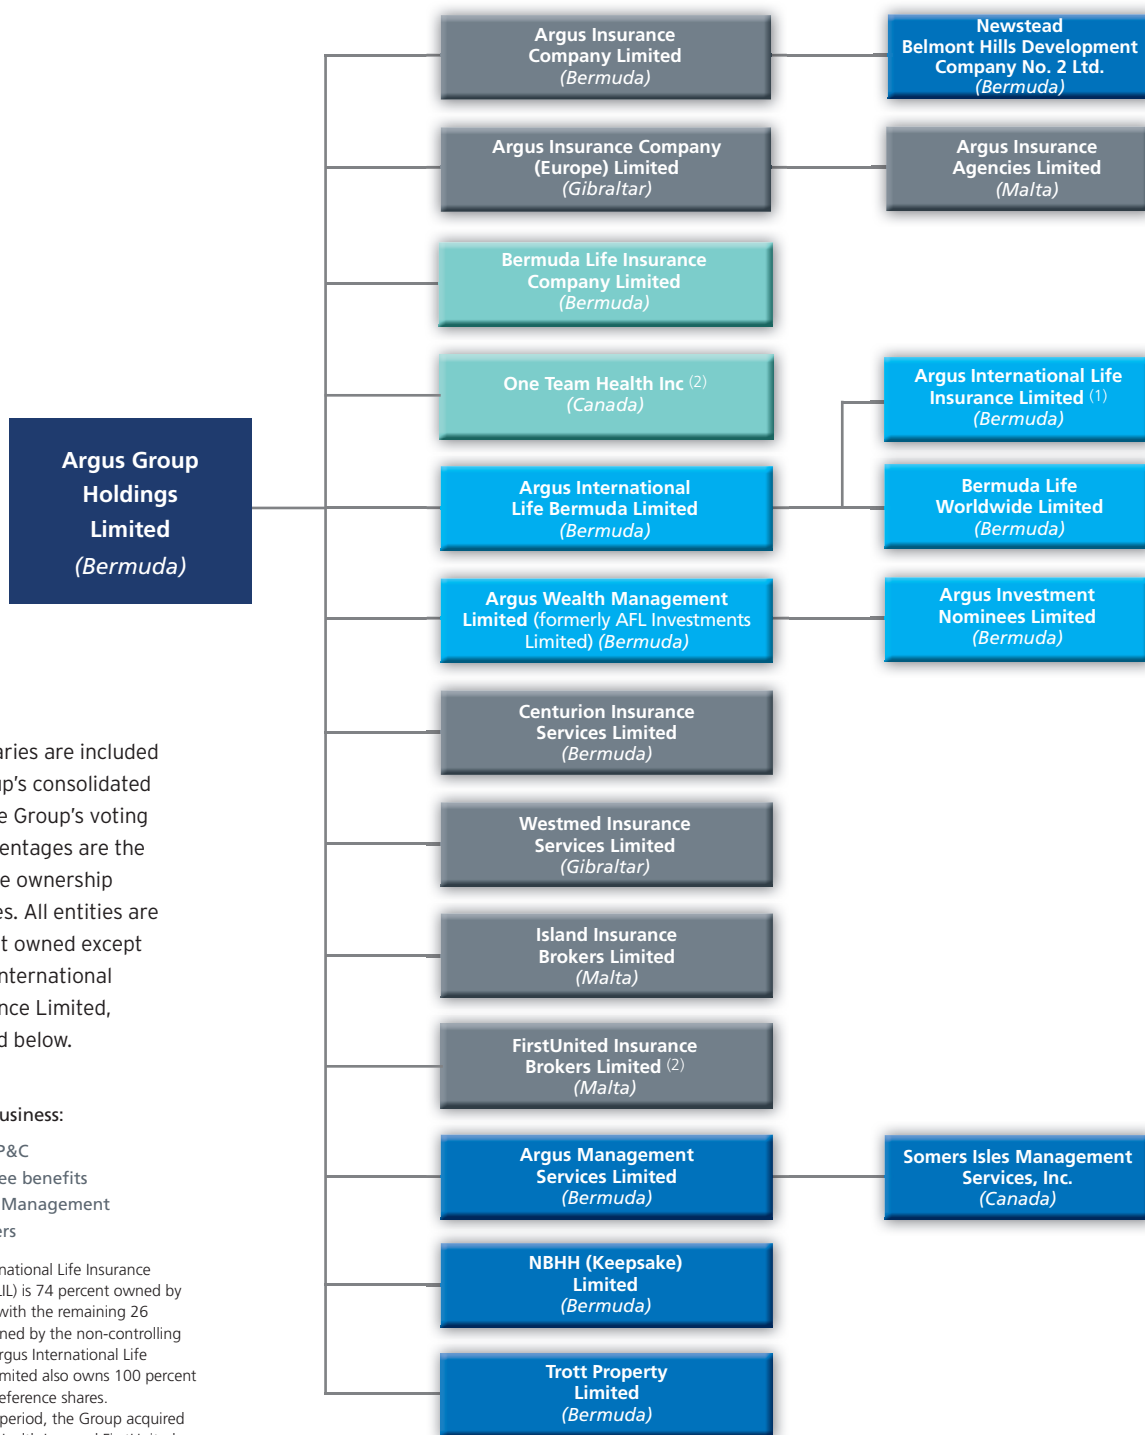 Argus Group
Holdings
Limited
(Bermuda)
Argus Insurance
Company Limited
(Bermuda)
Newstead
Belmont Hills Development
Company No. 2 Ltd.
(Bermuda)
Argus Insurance Company
(Europe) Limited
(Gibraltar)
Argus Insurance
Agencies Limited
(Malta)
Bermuda Life Insurance
Company Limited
(Bermuda)
One Team Health Inc (2)
(Canada)
Argus International
Life Bermuda Limited
(Bermuda)
Argus International Life
Insurance Limited (1)
(Bermuda)
Bermuda Life
Worldwide Limited
(Bermuda)
Argus Wealth Management
Limited (formerly AFL Investments
Limited) (Bermuda)
Argus Investment
Nominees Limited
(Bermuda)
Centurion Insurance
Services Limited
(Bermuda)
Westmed Insurance
Services Limited
(Gibraltar)
Island Insurance
Brokers Limited
(Malta)
FirstUnited Insurance
Brokers Limited (2)
(Malta)
Argus Management
Services Limited
(Bermuda)
Somers Isles Management
Services, Inc.
(Canada)
NBHH (Keepsake)
Limited
(Bermuda)
Trott Property
Limited
(Bermuda)
aries are included
up's consolidated
e Group's voting
entages are the
e ownership
es. All entities are
t owned except
nternational
nce Limited,
d below.
usiness:
P&C
ee benefits
Management
ers
national Life Insurance
LIL) is 74 percent owned by
with the remaining 26
ned by the non-controlling
rgus International Life
mited also owns 100 percent
eference shares.
period, the Group acquired